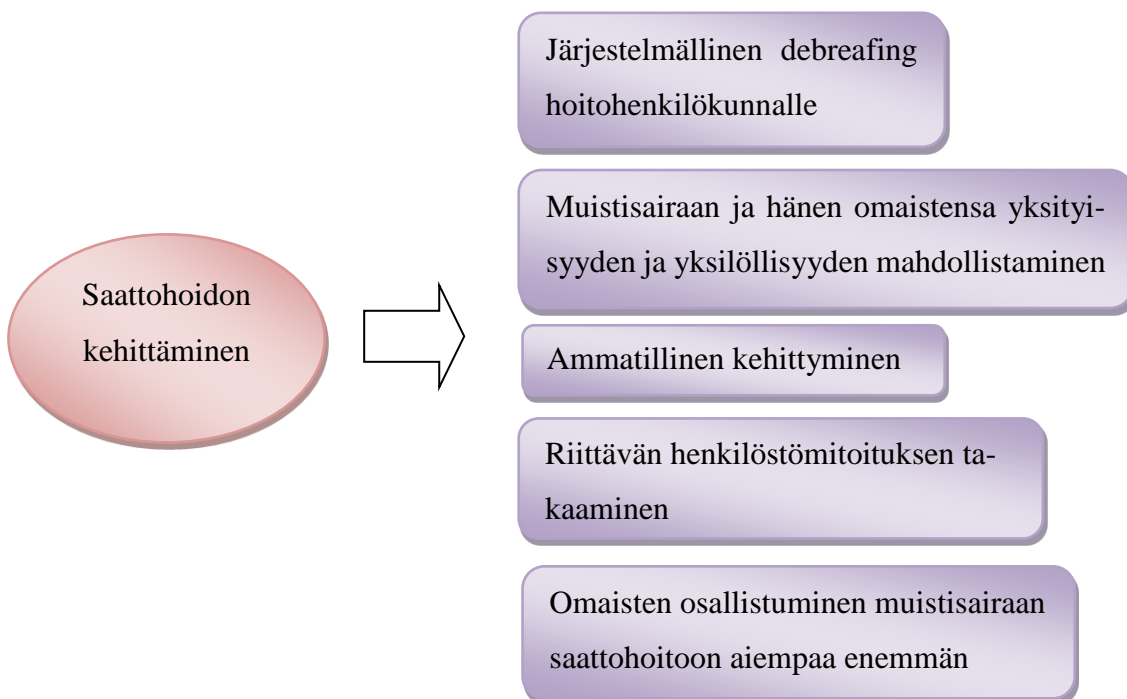 Saattohoidon
kehittäminen
Järjestelmällinen debreafing
hoitohenkilökunnalle
Muistisairaan ja hänen omaistensa yksityi-
syyden ja yksilöllisyyden mahdollistaminen
Ammatillinen kehittyminen
Riittävän henkilöstömitoituksen ta-
kaaminen
Omaisten osallistuminen muistisairaan
saattohoitoon aiempaa enemmän